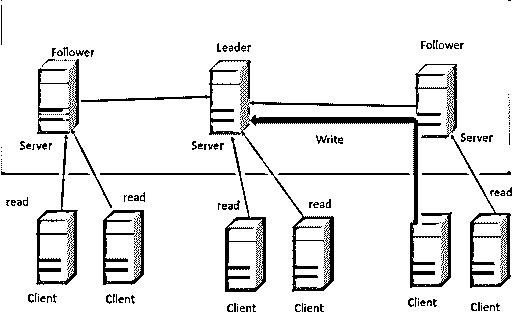 Follower
Leader
Follower
Server
Server
Write
Server
read
read
read
read
read
Client
Client
Client
Client
Client
Client